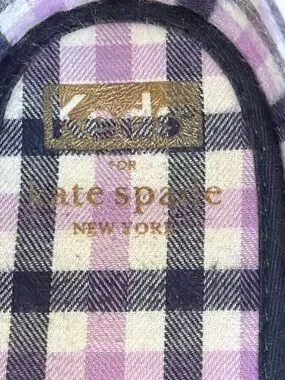 Keds
FOR
kate spade
NEW YORK